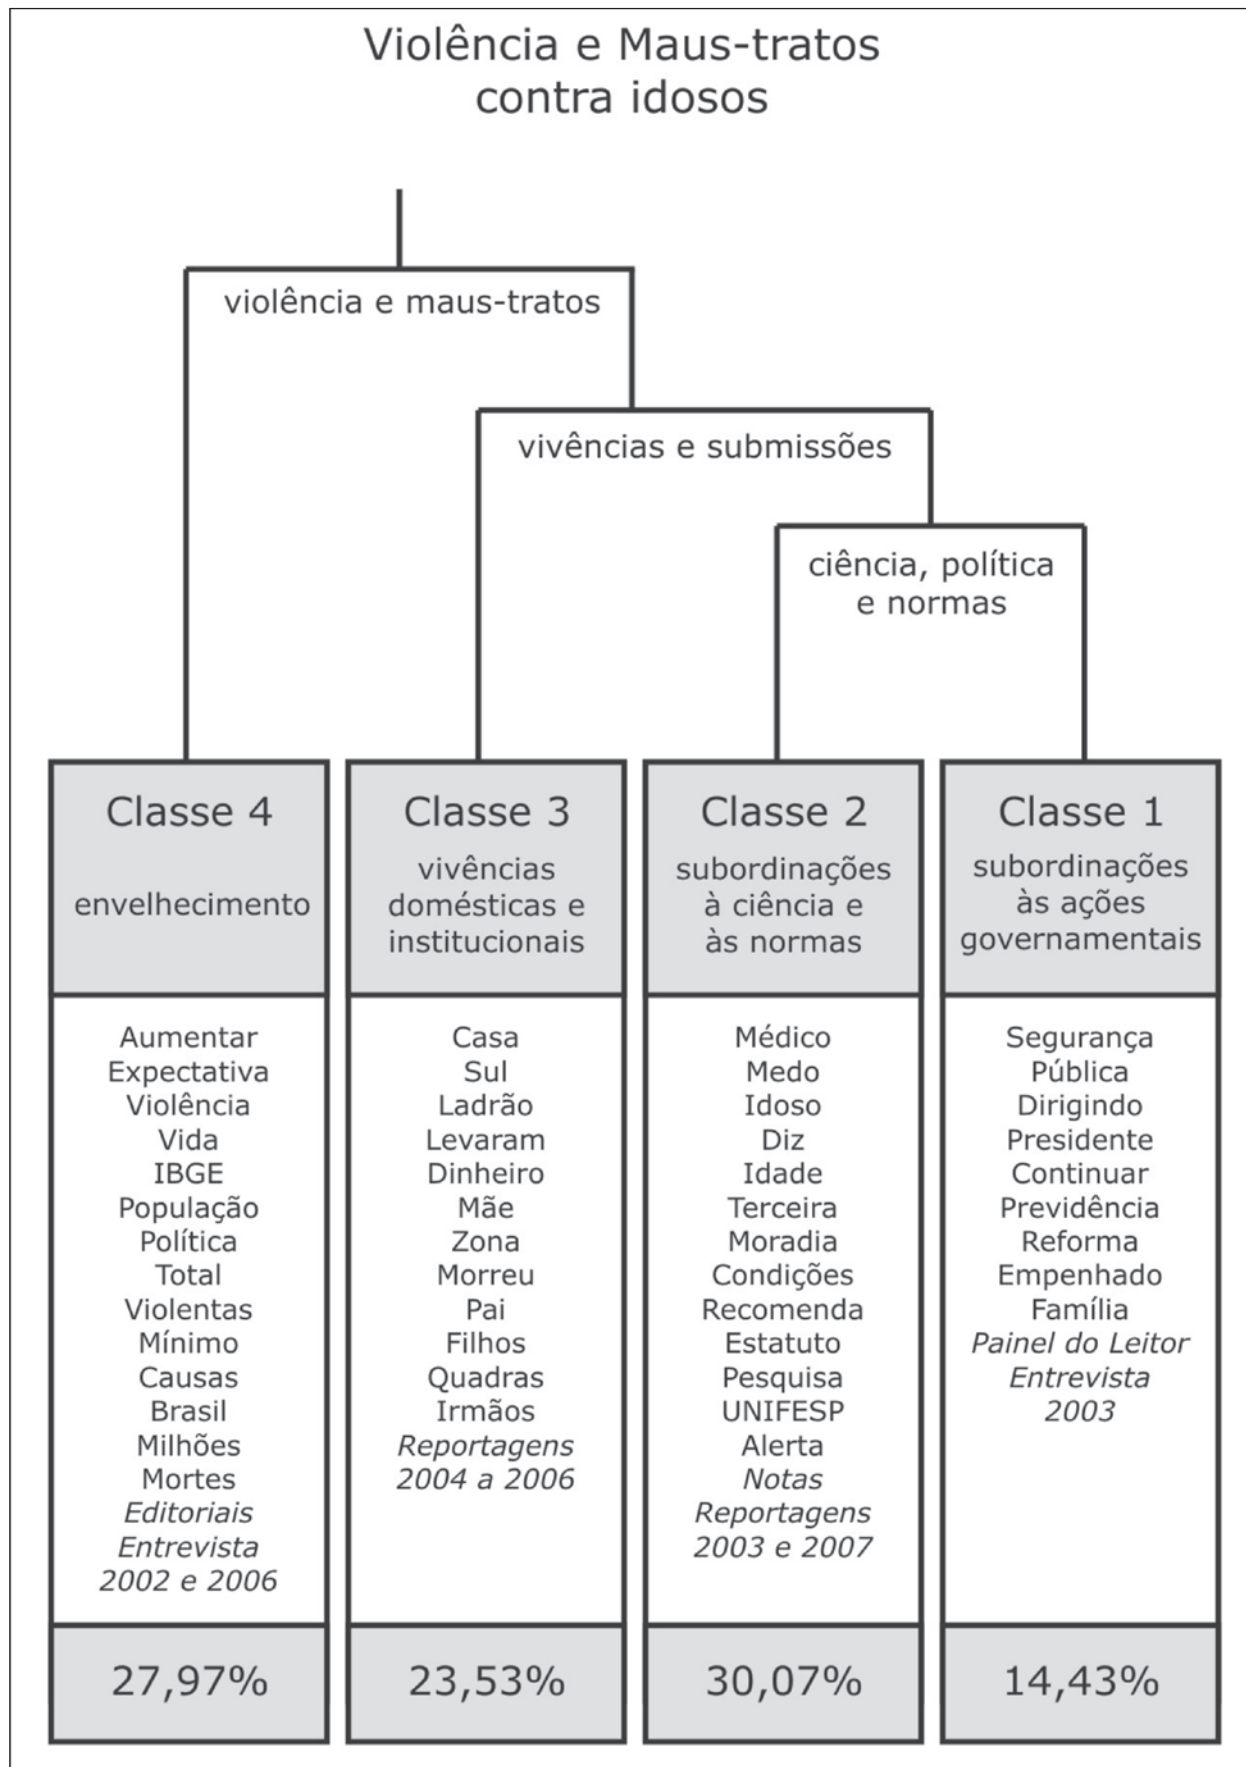 Violência e Maus-tratos
contra idosos
violência e maus-tratos
vivências e submissões
ciência, política
e normas
Classe 4
envelhecimento
Aumentar
Expectativa
Violência
Vida
IBGE
População
Política
Total
Violentas
Mínimo
Causas
Brasil
Milhões
Mortes
Editoriais
Entrevista
2002 e 2006
27,97%
Classe 3
vivências
domésticas e
institucionais
Casa
Sul
Ladrão
Levaram
Dinheiro
Mãe
Zona
Morreu
Pai
Filhos
Quadras
Irmãos
Reportagens
2004 a 2006
23,53%
Classe 2
subordinações
à ciência e
às normas
Médico
Medo
Idoso
Diz
Idade
Terceira
Moradia
Condições
Recomenda
Estatuto
Pesquisa
UNIFESP
Alerta
Notas
Reportagens
2003 e 2007
30,07%
Classe 1
subordinações
às ações
governamentais
Segurança
Pública
Dirigindo
Presidente
Continuar
Previdência
Reforma
Empenhado
Família
Painel do Leitor
Entrevista
2003
14,43%